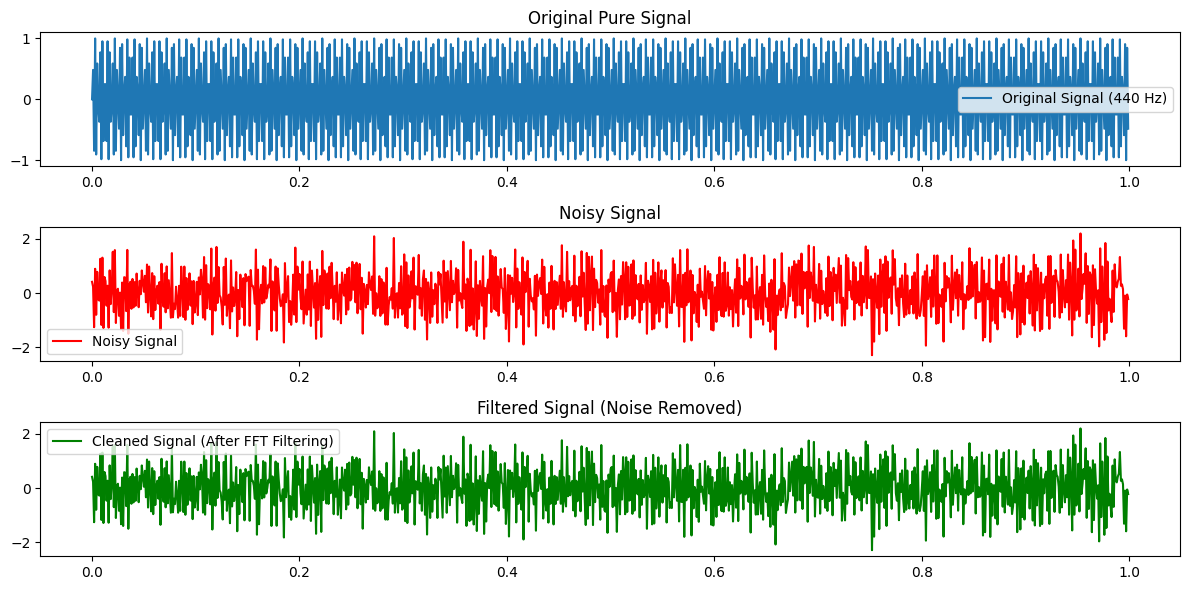 Original Pure Signal
1
0
−1
Original Signal (440 Hz)
0.0 0.2 0.4 0.6 0.8 1.0
Noisy Signal
2
0
−2
Noisy Signal
0.0 0.2 0.4 0.6 0.8 1.0
Filtered Signal (Noise Removed)
2
0
−2
Cleaned Signal (After FFT Filtering)
0.0 0.2 0.4 0.6 0.8 1.0